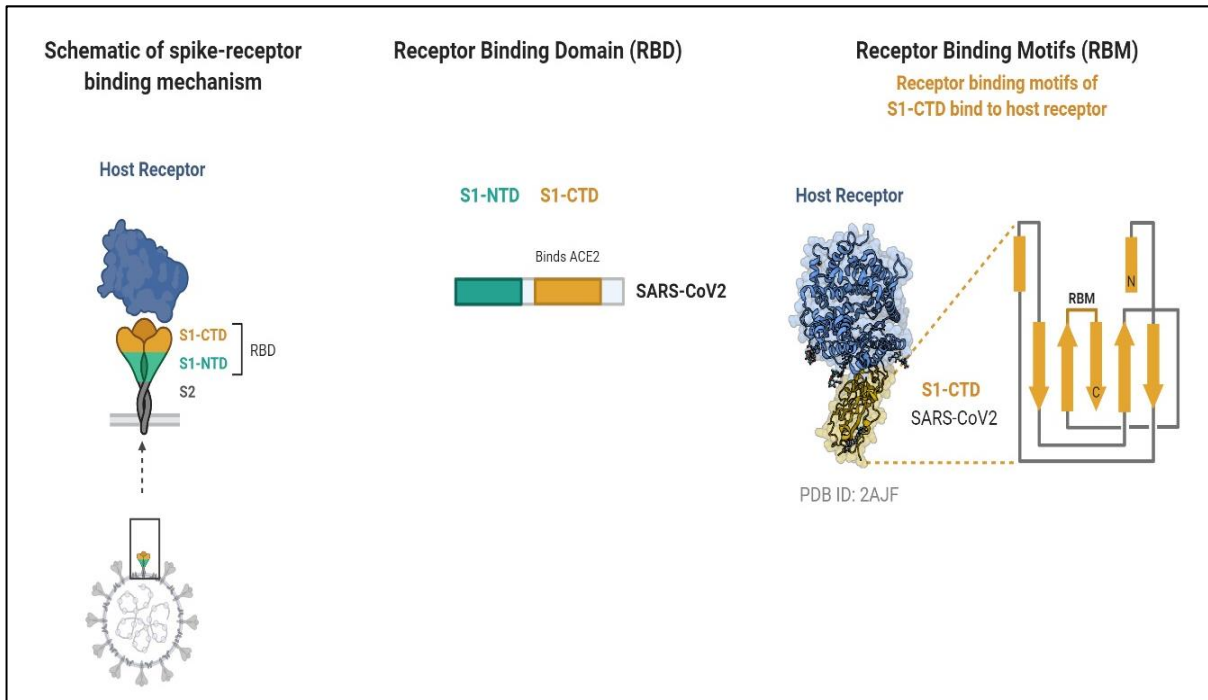 Schematic of spike-receptor
binding mechanism
Host Receptor
S1-CTD
S1-NTD
RBD
S2
Receptor Binding Domain (RBD)
S1-NTD S1-CTD
Binds ACE2
SARS-CoV2
Receptor Binding Motifs (RBM)
Receptor binding motifs of
S1-CTD bind to host receptor
Host Receptor
S1-CTD
SARS-CoV2
PDB ID: 2AJF
N
RBM
C